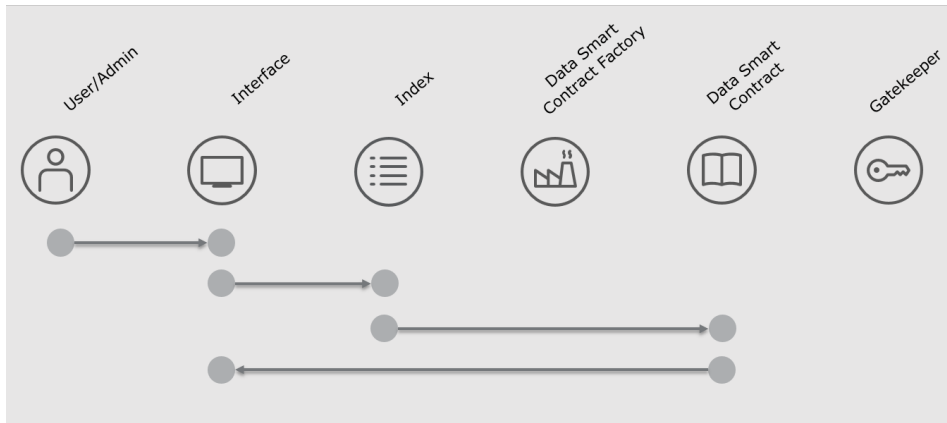 User/Admin
Interface
Index
Data Smart
Contract Factory
Data Smart
Contract
Gatekeeper